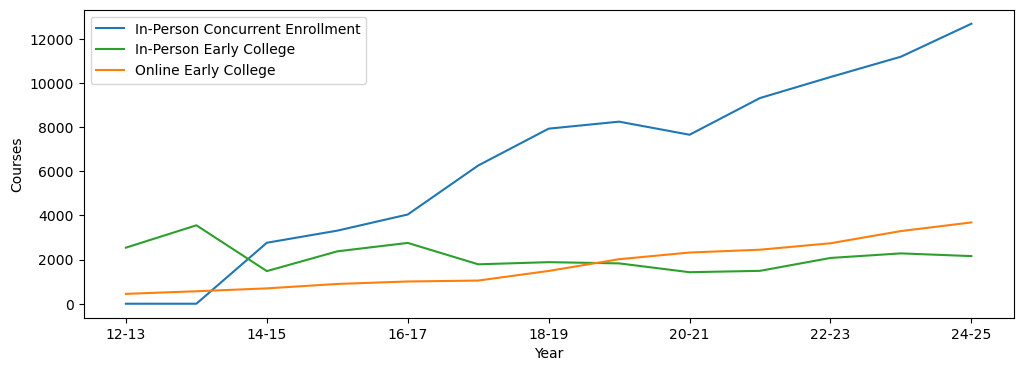 In-Person Concurrent Enrollment
In-Person Early College
Online Early College
12000
10000
8000
6000
4000
2000
0
Courses
12-13
14-15
16-17
18-19
20-21
22-23
24-25
Year